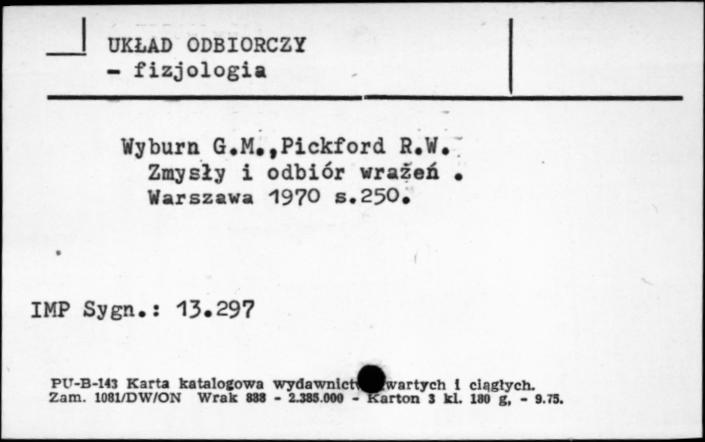 UKŁAD ODBIORCZY
- fizjologia
Wyburn G.M.,Pickford R.W.
Zmysły i odbiór wrażeń .
Warszawa 1970 s.250.
IMP Sygn.: 13.297
PU-B-143 Karta katalogowa wydawnict wartych i ciągłych.
Zam. 1081/DW/ON Wrak 888 - 2.385.000 - Karton 3 kl. 180 g, - 9.75.